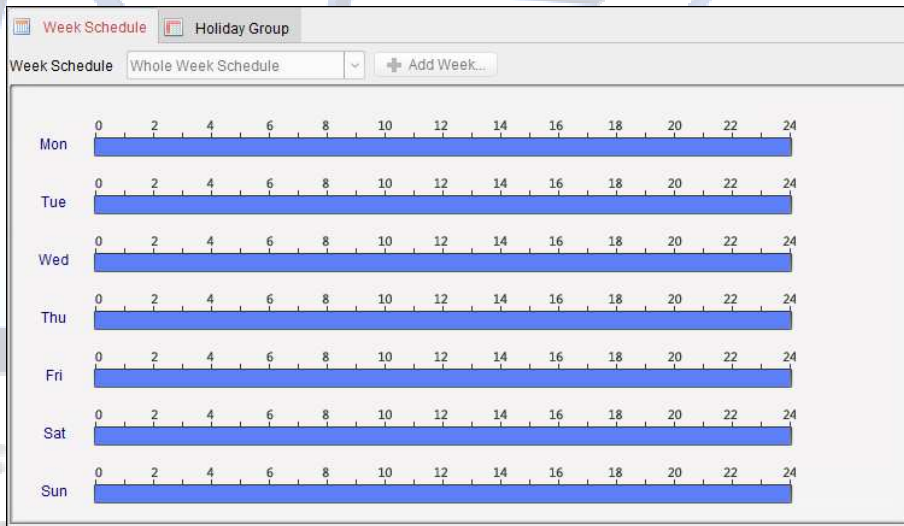 Week Schedule Holiday Group
Week Schedule Whole Week Schedule Add Week...
0 2 4 6 8 10 12 14 16 18 20 22 24
Mon
0 2 4 6 8 10 12 14 16 18 20 22 24
Tue
0 2 4 6 8 10 12 14 16 18 20 22 24
Wed
0 2 4 6 8 10 12 14 16 18 20 22 24
Thu
0 2 4 6 8 10 12 14 16 18 20 22 24
Fri
0 2 4 6 8 10 12 14 16 18 20 22 24
Sat
0 2 4 6 8 10 12 14 16 18 20 22 24
Sun